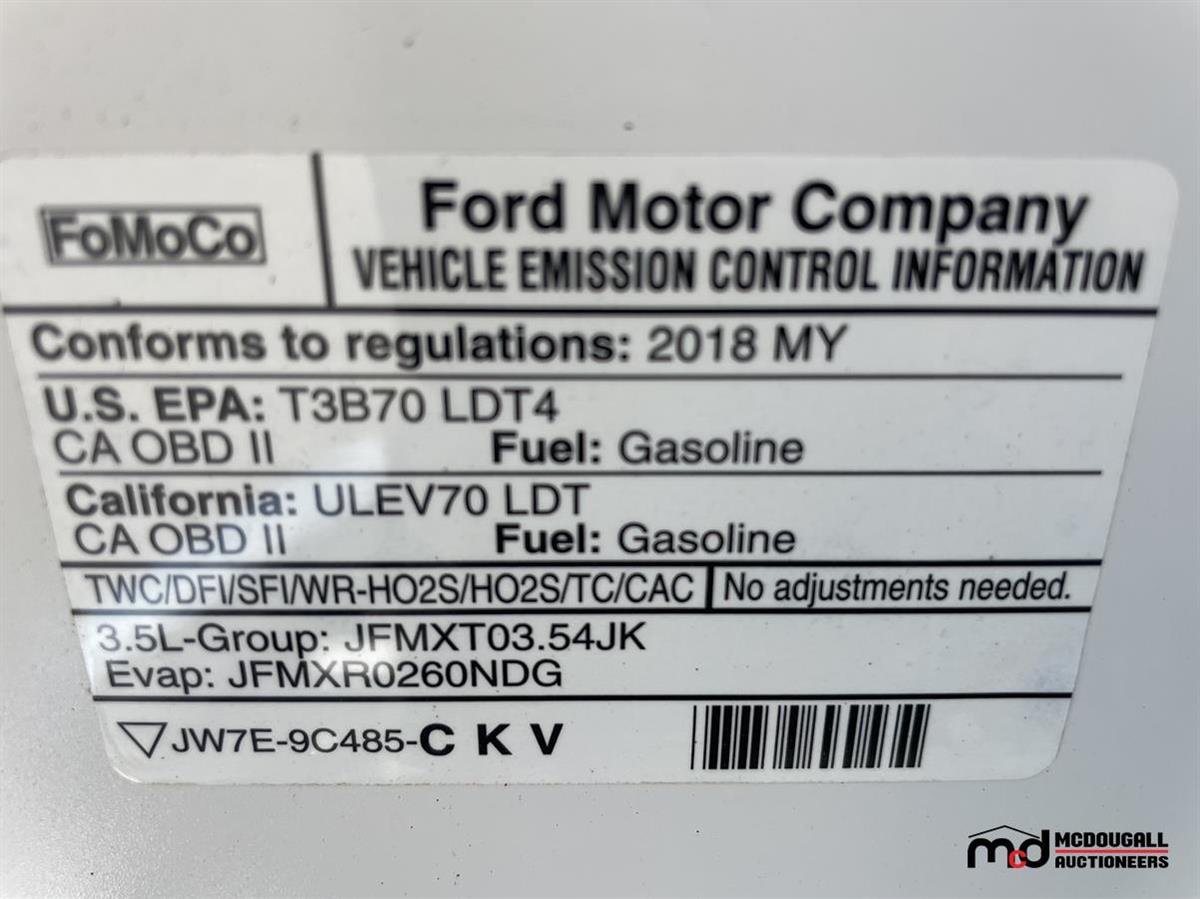 FoMoCo
Ford Motor Company
VEHICLE EMISSION CONTROL INFORMATION
Conforms to regulations: 2018 MY
U.S. EPA: T3B70 LDT4
CA OBD II Fuel: Gasoline
California: ULEV70 LDT
CA OBD II Fuel: Gasoline
TWC/DFI/SFI/WR-HO2S/HO2S/TC/CAC No adjustments needed.
3.5L-Group: JFMXT03.54JK
Evap: JFMXR0260NDG
JW7E-9C485-C K V
mcd MCDOUGALL
AUCTIONEERS